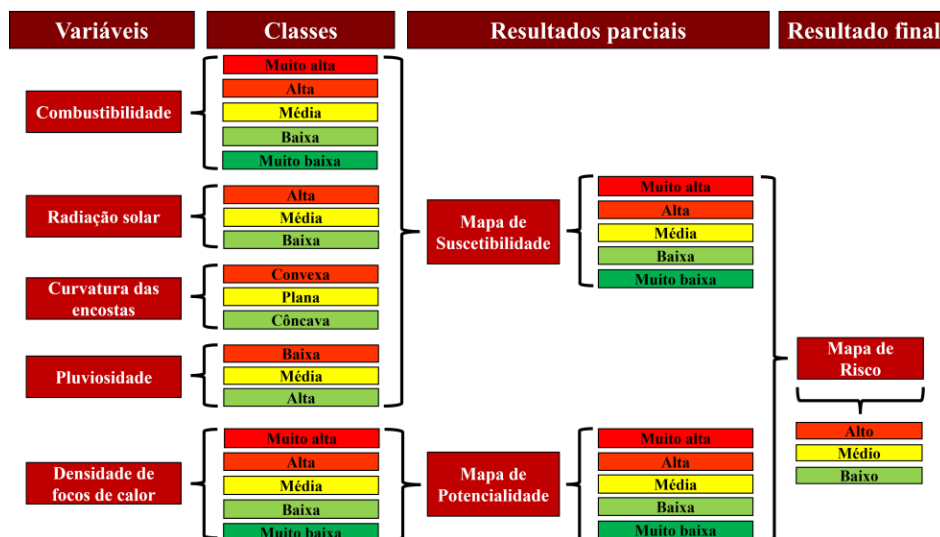 Variáveis
Classes
Resultados parciais
Resultado final
Combustibilidade
Muito alta
Alta
Média
Baixa
Muito baixa
Radiação solar
Alta
Média
Baixa
Curvatura das
encostas
Convexa
Plana
Côncava
Pluviosidade
Baixa
Média
Alta
Mapa de
Suscetibilidade
Muito alta
Alta
Média
Baixa
Muito baixa
Densidade de
focos de calor
Muito alta
Alta
Média
Baixa
Muito baixa
Mapa de
Potencialidade
Muito alta
Alta
Média
Baixa
Muito baixa
Mapa de
Risco
Alto
Médio
Baixo